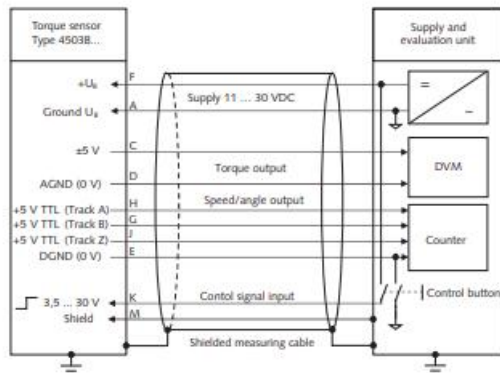 Torque sensor
Type 4503B...
Supply and
evaluation unit
+UB F
Supply 11 ... 30 VDC
=
–
Ground UB A
±5 V C
DVM
Torque output
AGND (0 V) D
Speed/angle output
+5 V TTL (Track A) H
+5 V TTL (Track B) G
Counter
+5 V TTL (Track Z) J
DGND (0 V) E
3,5 ... 30 V K
Contol signal input
Control button
Shield M
Shielded measuring cable